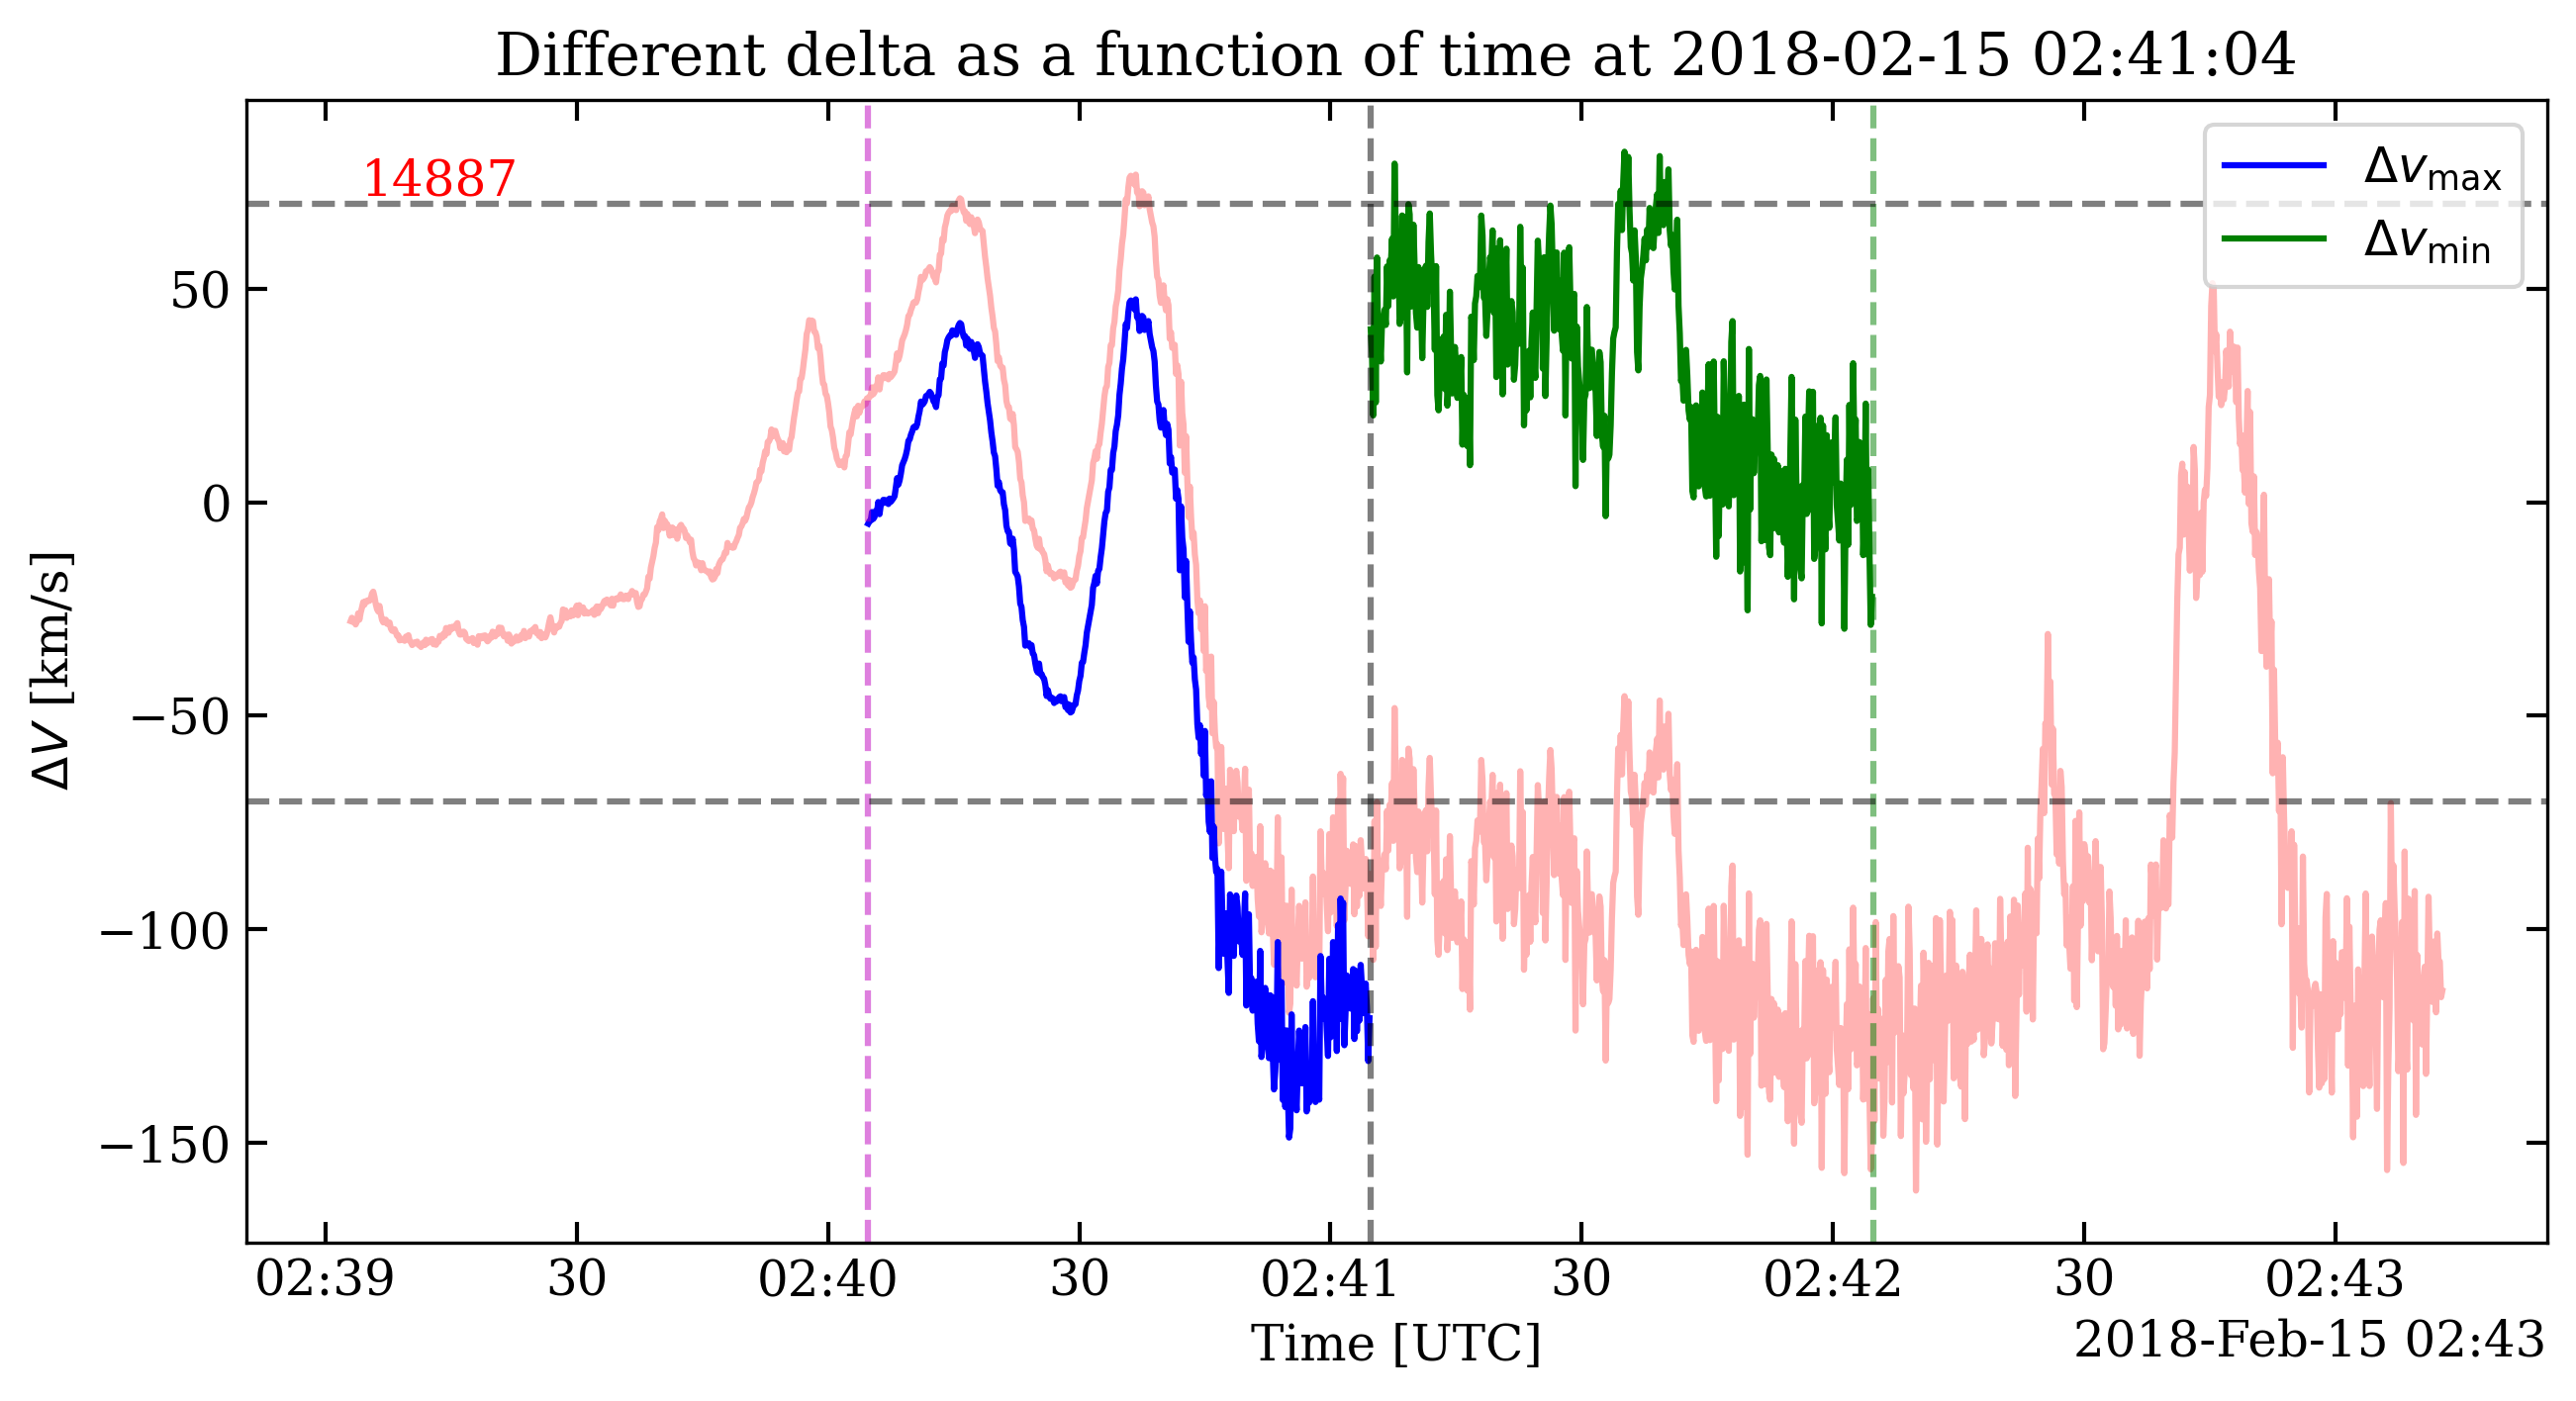 Different delta as a function of time at 2018-02-15 02:41:04
14887
Δv_max
Δv_min
ΔV [km/s]
50
0
−50
−100
−150
02:39 30 02:40 30 02:41 30 02:42 30 02:43
Time [UTC]
2018-Feb-15 02:43